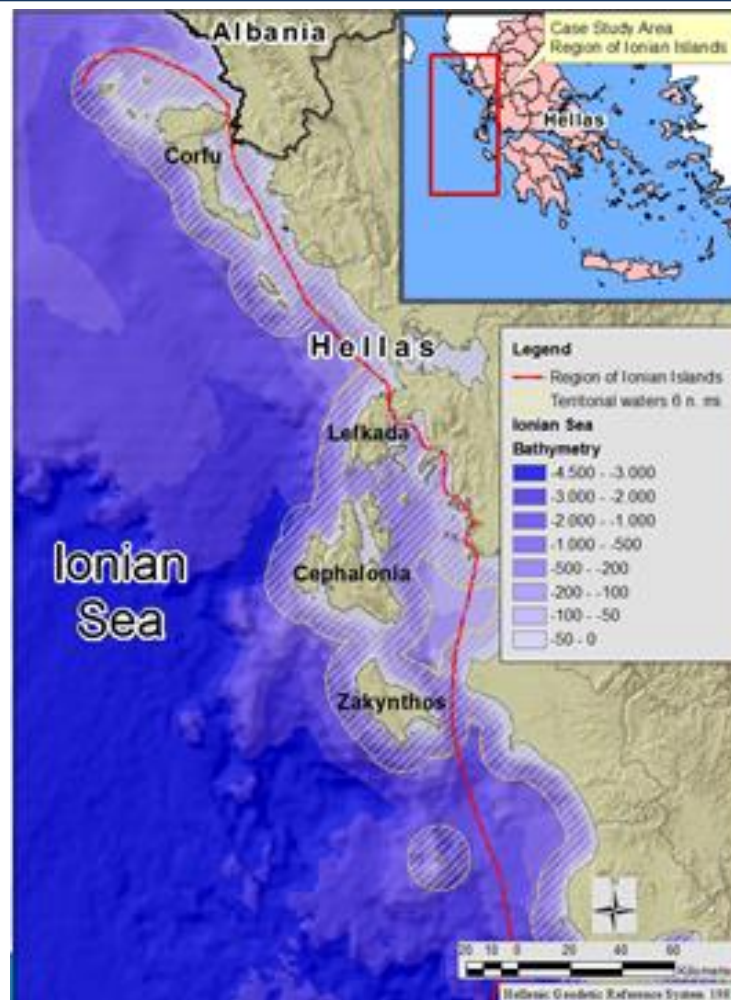 Albania
Case Study Area
Region of Ionian Islands
Hellas
Corfu
Hellas
Legend
Region of Ionian Islands
Territorial waters 6 n. mi.
Ionian Sea
Bathymetry
-4.500 - -3.000
-3.000 - -2.000
-2.000 - -1.000
-1.000 - -500
-500 - -200
-200 - -100
-100 - -50
-50 - 0
Lefkada
Ionian
Sea
Cephalonia
Zakynthos
20 10 0 20 40 60
Kilomete
Hellenic Geodetic Reference System, 198